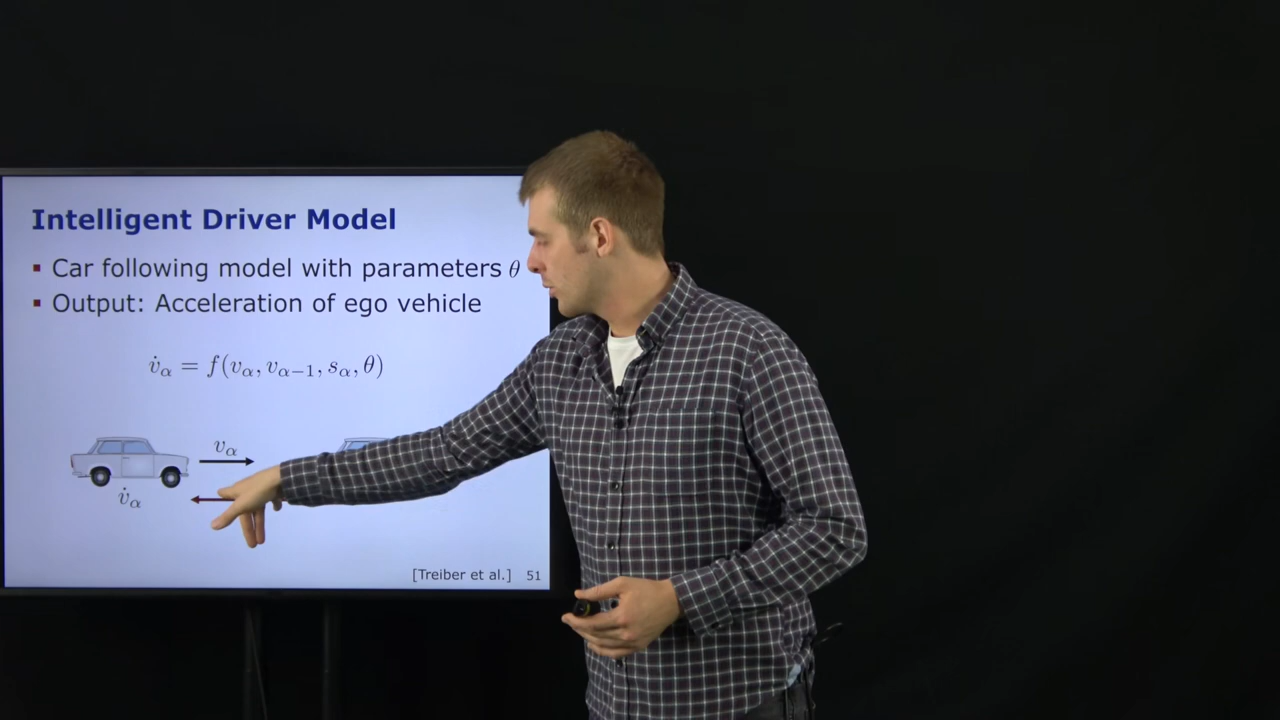 Intelligent Driver Model
▪ Car following model with parameters θ
▪ Output: Acceleration of ego vehicle
v̇_α = f(v_α, v_{α−1}, s_α, θ)
v_α
v̇_α
[Treiber et al.] 51